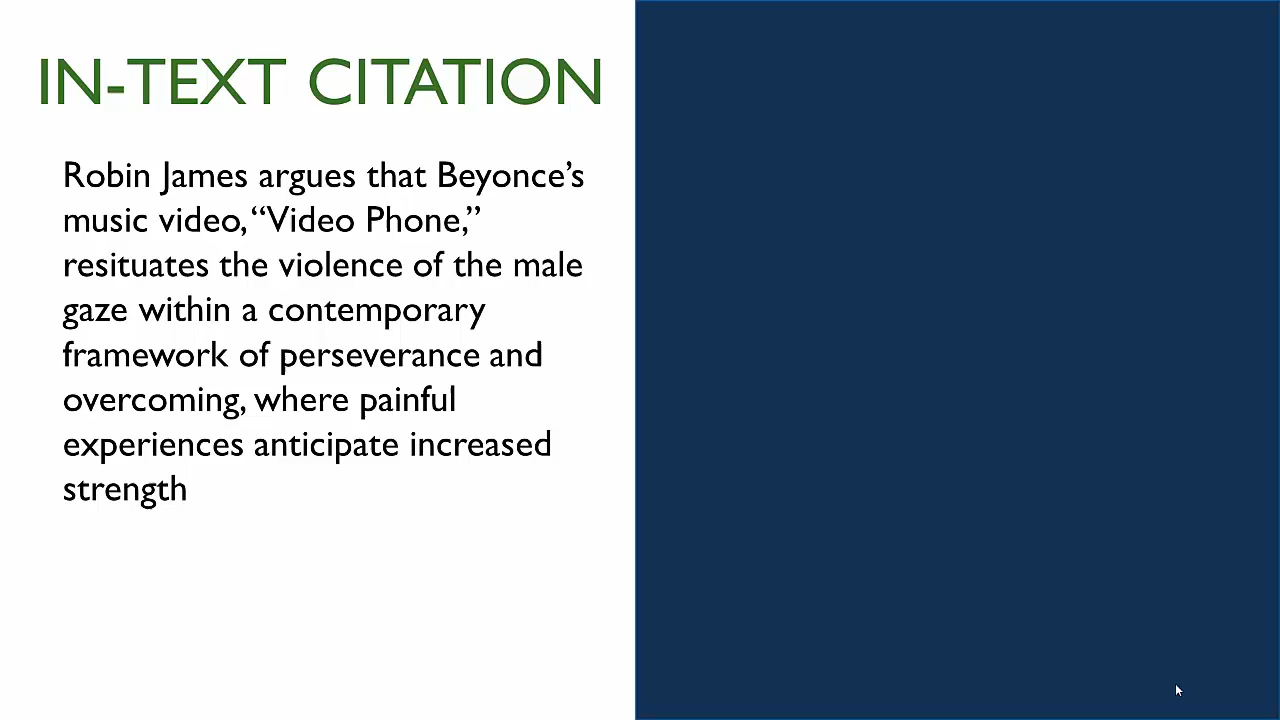 IN-TEXT CITATION
Robin James argues that Beyonce’s
music video, “Video Phone,”
resituates the violence of the male
gaze within a contemporary
framework of perseverance and
overcoming, where painful
experiences anticipate increased
strength